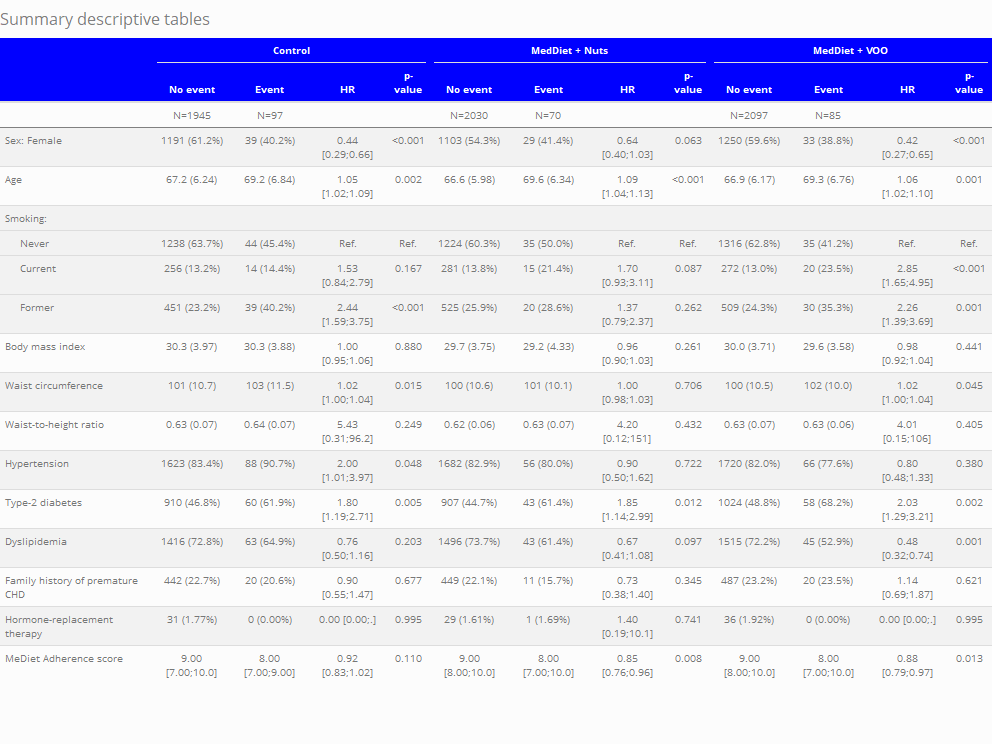 Summary descriptive tables
Control MedDiet + Nuts MedDiet + VOO
No event Event HR p-value No event Event HR p-value No event Event HR p-value
N=1945 N=97 N=2030 N=70 N=2097 N=85
Sex: Female 1191 (61.2%) 39 (40.2%) 0.44 [0.29;0.66] <0.001 1103 (54.3%) 29 (41.4%) 0.64 [0.40;1.03] 0.063 1250 (59.6%) 33 (38.8%) 0.42 [0.27;0.65] <0.001
Age 67.2 (6.24) 69.2 (6.84) 1.05 [1.02;1.09] 0.002 66.6 (5.98) 69.6 (6.34) 1.09 [1.04;1.13] <0.001 66.9 (6.17) 69.3 (6.76) 1.06 [1.02;1.10] 0.001
Smoking:
Never 1238 (63.7%) 44 (45.4%) Ref. Ref. 1224 (60.3%) 35 (50.0%) Ref. Ref. 1316 (62.8%) 35 (41.2%) Ref. Ref.
Current 256 (13.2%) 14 (14.4%) 1.53 [0.84;2.79] 0.167 281 (13.8%) 15 (21.4%) 1.70 [0.93;3.11] 0.087 272 (13.0%) 20 (23.5%) 2.85 [1.65;4.95] <0.001
Former 451 (23.2%) 39 (40.2%) 2.44 [1.59;3.75] <0.001 525 (25.9%) 20 (28.6%) 1.37 [0.79;2.37] 0.262 509 (24.3%) 30 (35.3%) 2.26 [1.39;3.69] 0.001
Body mass index 30.3 (3.97) 30.3 (3.88) 1.00 [0.95;1.06] 0.880 29.7 (3.75) 29.2 (4.33) 0.96 [0.90;1.03] 0.261 30.0 (3.71) 29.6 (3.58) 0.98 [0.92;1.04] 0.441
Waist circumference 101 (10.7) 103 (11.5) 1.02 [1.00;1.04] 0.015 100 (10.6) 101 (10.1) 1.00 [0.98;1.03] 0.706 100 (10.5) 102 (10.0) 1.02 [1.00;1.04] 0.045
Waist-to-height ratio 0.63 (0.07) 0.64 (0.07) 5.43 [0.31;96.2] 0.249 0.62 (0.06) 0.63 (0.07) 4.20 [0.12;151] 0.432 0.63 (0.07) 0.63 (0.06) 4.01 [0.15;106] 0.405
Hypertension 1623 (83.4%) 88 (90.7%) 2.00 [1.01;3.97] 0.048 1682 (82.9%) 56 (80.0%) 0.90 [0.50;1.62] 0.722 1720 (82.0%) 66 (77.6%) 0.80 [0.48;1.33] 0.380
Type-2 diabetes 910 (46.8%) 60 (61.9%) 1.80 [1.19;2.71] 0.005 907 (44.7%) 43 (61.4%) 1.85 [1.14;2.99] 0.012 1024 (48.8%) 58 (68.2%) 2.03 [1.29;3.21] 0.002
Dyslipidemia 1416 (72.8%) 63 (64.9%) 0.76 [0.50;1.16] 0.203 1496 (73.7%) 43 (61.4%) 0.67 [0.41;1.08] 0.097 1515 (72.2%) 45 (52.9%) 0.48 [0.32;0.74] 0.001
Family history of premature CHD 442 (22.7%) 20 (20.6%) 0.90 [0.55;1.47] 0.677 449 (22.1%) 11 (15.7%) 0.73 [0.38;1.40] 0.345 487 (23.2%) 20 (23.5%) 1.14 [0.69;1.87] 0.621
Hormone-replacement therapy 31 (1.77%) 0 (0.00%) 0.00 [0.00;.] 0.995 29 (1.61%) 1 (1.69%) 1.40 [0.19;10.1] 0.741 36 (1.92%) 0 (0.00%) 0.00 [0.00;.] 0.995
MeDiet Adherence score 9.00 [7.00;10.0] 8.00 [7.00;9.00] 0.92 [0.83;1.02] 0.110 9.00 [8.00;10.0] 8.00 [7.00;10.0] 0.85 [0.76;0.96] 0.008 9.00 [8.00;10.0] 8.00 [7.00;10.0] 0.88 [0.79;0.97] 0.013